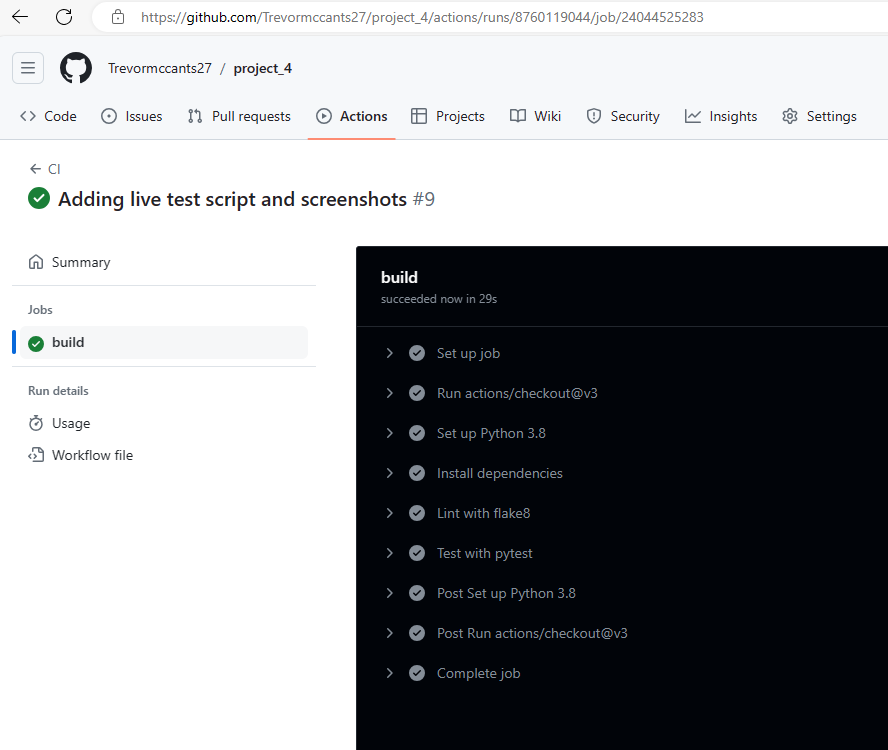 https://github.com/Trevormccants27/project_4/actions/runs/8760119044/job/24044525283
Trevormccants27 / project_4
Code Issues Pull requests Actions Projects Wiki Security Insights Settings
CI
Adding live test script and screenshots #9
Summary
Jobs
build
Run details
Usage
Workflow file
build
succeeded now in 29s
Set up job
Run actions/checkout@v3
Set up Python 3.8
Install dependencies
Lint with flake8
Test with pytest
Post Set up Python 3.8
Post Run actions/checkout@v3
Complete job